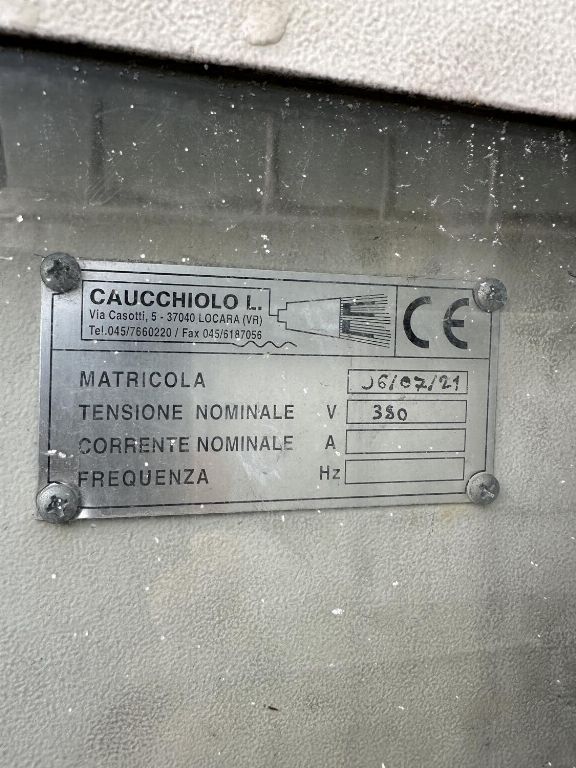 CAUCCHIOLO L.
Via Casotti, 5 - 37040 LOCARA (VR)
Tel.045/7660220 / Fax 045/6187056
CE
MATRICOLA 06/07/21
TENSIONE NOMINALE V 380
CORRENTE NOMINALE A
FREQUENZA Hz